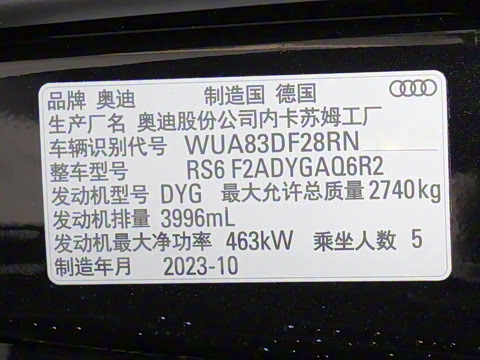 品牌 奥迪 制造国 德国
生产厂名 奥迪股份公司内卡苏姆工厂
车辆识别代号 WUA83DF28RN
整车型号 RS6 F2ADYGAQ6R2
发动机型号 DYG 最大允许总质量 2740kg
发动机排量 3996mL
发动机最大净功率 463kW 乘坐人数 5
制造年月 2023-10